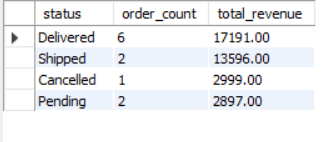 status order_count total_revenue
Delivered 6 17191.00
Shipped 2 13596.00
Cancelled 1 2999.00
Pending 2 2897.00